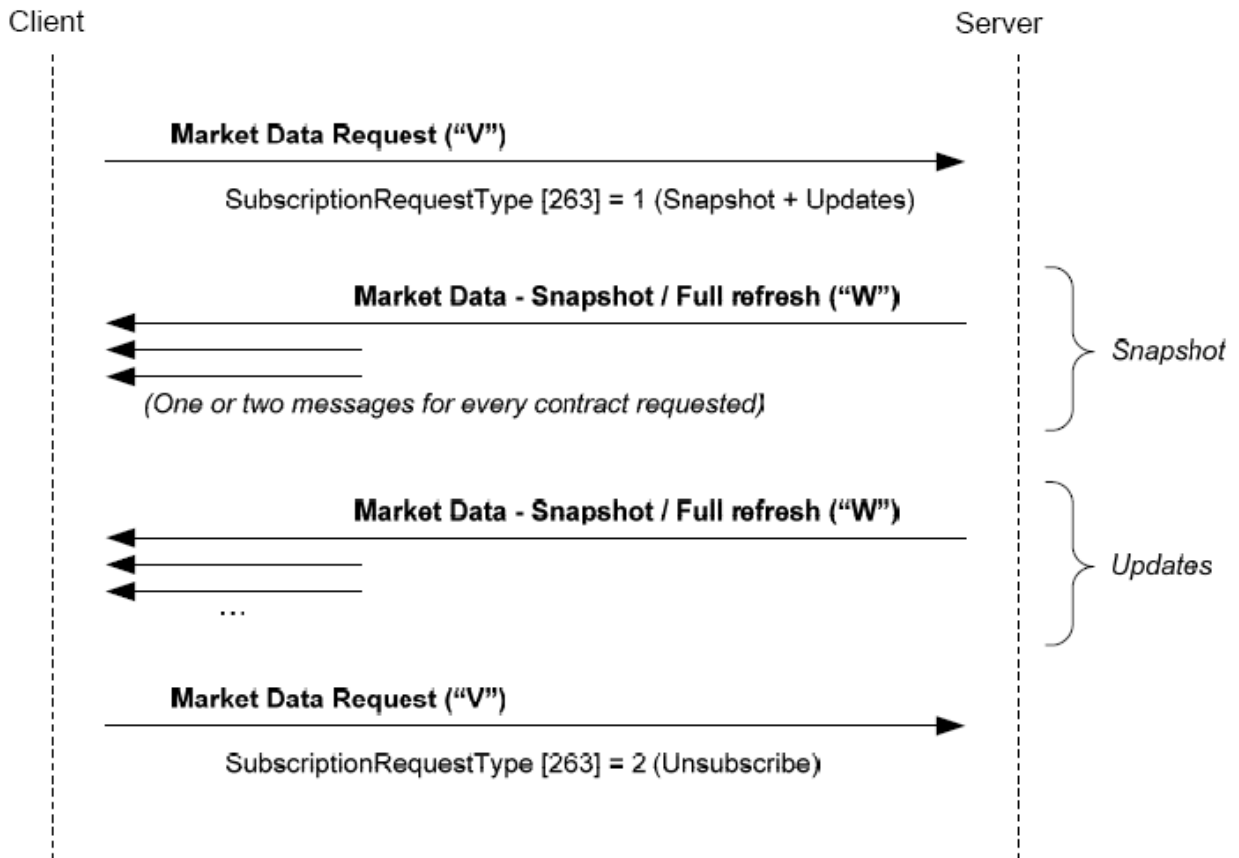 Client
Server
Market Data Request (“V”)
SubscriptionRequestType [263] = 1 (Snapshot + Updates)
Market Data - Snapshot / Full refresh (“W”)
Snapshot
(One or two messages for every contract requested)
Market Data - Snapshot / Full refresh (“W”)
Updates
...
Market Data Request (“V”)
SubscriptionRequestType [263] = 2 (Unsubscribe)